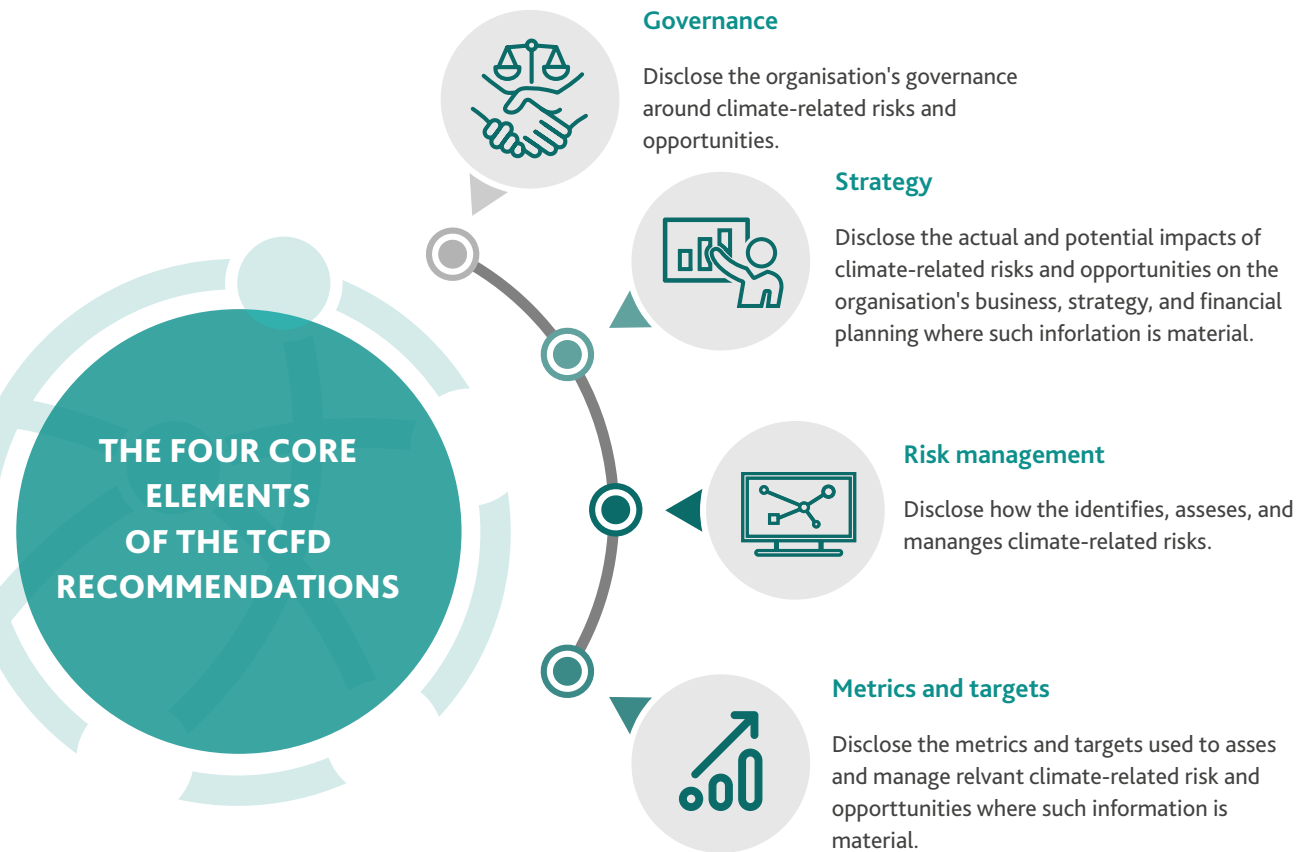 Governance
Disclose the organisation's governance
around climate-related risks and
opportunities.
Strategy
Disclose the actual and potential impacts of
climate-related risks and opportunities on the
organisation's business, strategy, and financial
planning where such inforlation is material.
THE FOUR CORE
ELEMENTS
OF THE TCFD
RECOMMENDATIONS
Risk management
Disclose how the identifies, asseses, and
mananges climate-related risks.
Metrics and targets
Disclose the metrics and targets used to asses
and manage relvant climate-related risk and
opporttunities where such information is
material.